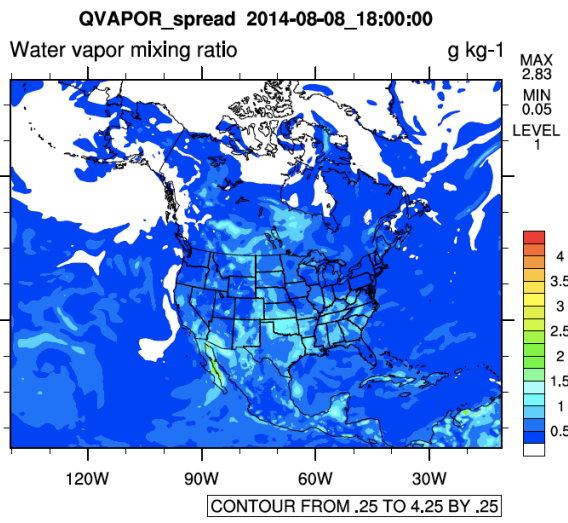 QVAPOR_spread 2014-08-08_18:00:00
Water vapor mixing ratio g kg-1
MAX
2.83
MIN
0.05
LEVEL
1
4
3.5
3
2.5
2
1.5
1
0.5
120W 90W 60W 30W
CONTOUR FROM .25 TO 4.25 BY .25